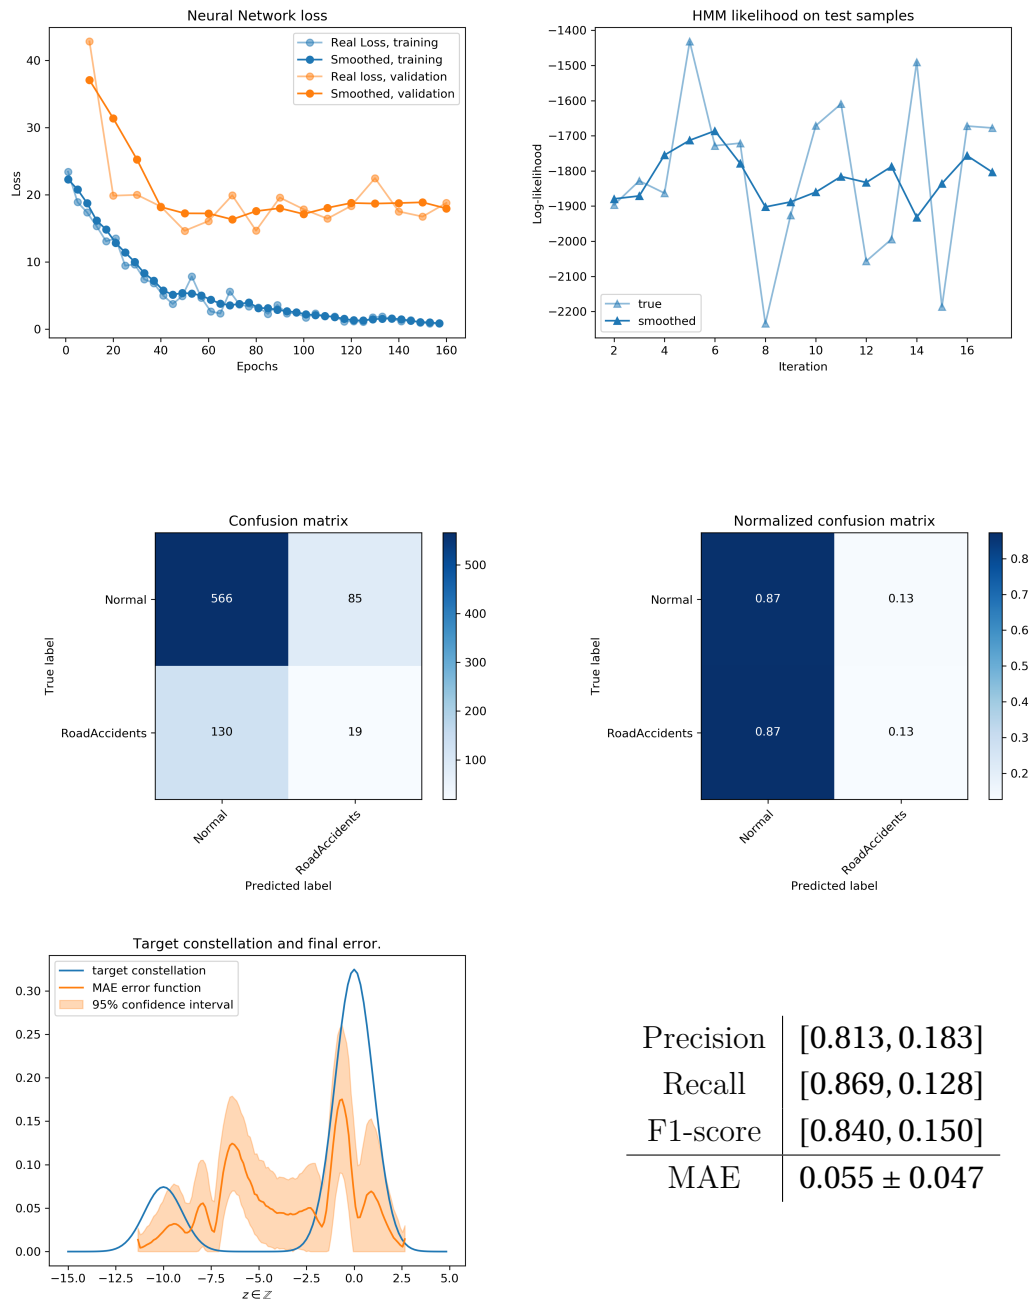 Neural Network loss
Real Loss, training
Smoothed, training
Real loss, validation
Smoothed, validation
40
30
20
10
0
Loss
0 20 40 60 80 100 120 140 160
Epochs
HMM likelihood on test samples
−1400
−1500
−1600
−1700
−1800
−1900
−2000
−2100
−2200
Log-likelihood
true
smoothed
2 4 6 8 10 12 14 16
Iteration
Confusion matrix
Normal
566 85
RoadAccidents
130 19
True label
Normal
RoadAccidents
Predicted label
500
400
300
200
100
Normalized confusion matrix
Normal
0.87 0.13
RoadAccidents
0.87 0.13
True label
Normal
RoadAccidents
Predicted label
0.8
0.7
0.6
0.5
0.4
0.3
0.2
Target constellation and final error.
target constellation
MAE error function
95% confidence interval
0.30
0.25
0.20
0.15
0.10
0.05
0.00
−15.0 −12.5 −10.0 −7.5 −5.0 −2.5 0.0 2.5 5.0
z ∈ ℤ
Precision [0.813, 0.183]
Recall [0.869, 0.128]
F1-score [0.840, 0.150]
MAE 0.055 ± 0.047